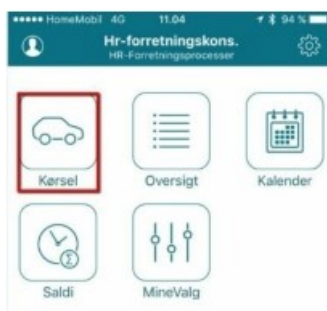 HomeMobil 4G 11.04 94 %
Hr-forretningskons.
HR-Forretningsprocesser
Kørsel Oversigt Kalender
Saldi MineValg